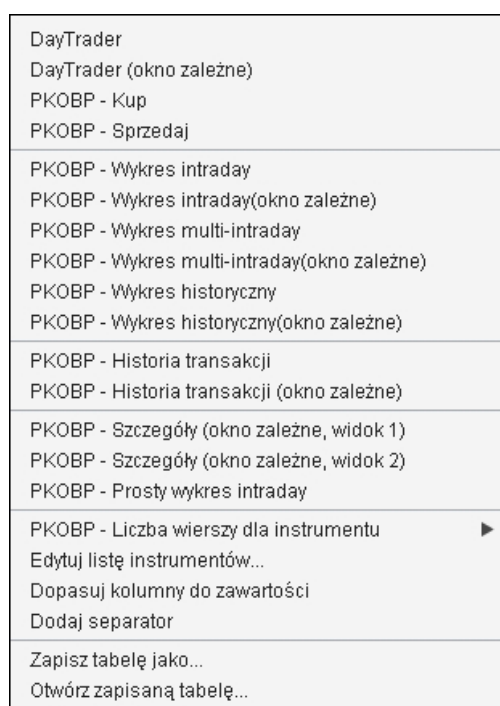 DayTrader
DayTrader (okno zależne)
PKOBP - Kup
PKOBP - Sprzedaj
PKOBP - Wykres intraday
PKOBP - Wykres intraday(okno zależne)
PKOBP - Wykres multi-intraday
PKOBP - Wykres multi-intraday(okno zależne)
PKOBP - Wykres historyczny
PKOBP - Wykres historyczny(okno zależne)
PKOBP - Historia transakcji
PKOBP - Historia transakcji (okno zależne)
PKOBP - Szczegóły (okno zależne, widok 1)
PKOBP - Szczegóły (okno zależne, widok 2)
PKOBP - Prosty wykres intraday
PKOBP - Liczba wierszy dla instrumentu
Edytuj listę instrumentów...
Dopasuj kolumny do zawartości
Dodaj separator
Zapisz tabelę jako...
Otwórz zapisaną tabelę...